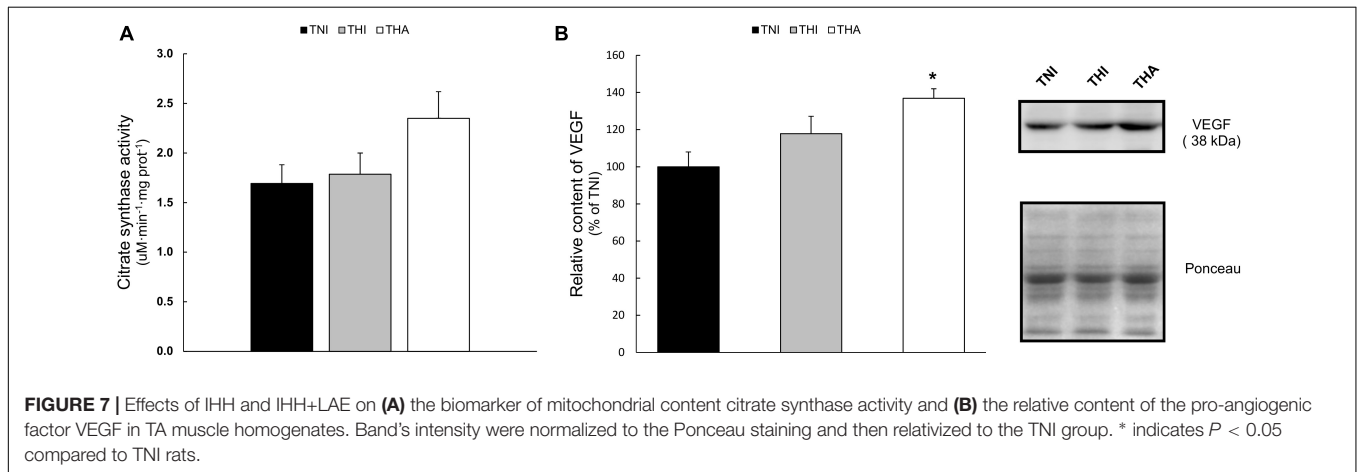 A
TNI THI THA
Citrate synthase activity
(uM·min-1·mg prot-1)
3.0
2.5
2.0
1.5
1.0
0.5
0.0
B
TNI THI THA
Relative content of VEGF
(% of TNI)
160
140
120
100
80
60
40
20
0
*
TNI THI THA
VEGF
( 38 kDa)
Ponceau
FIGURE 7 | Effects of IHH and IHH+LAE on (A) the biomarker of mitochondrial content citrate synthase activity and (B) the relative content of the pro-angiogenic
factor VEGF in TA muscle homogenates. Band's intensity were normalized to the Ponceau staining and then relativized to the TNI group. * indicates P < 0.05
compared to TNI rats.